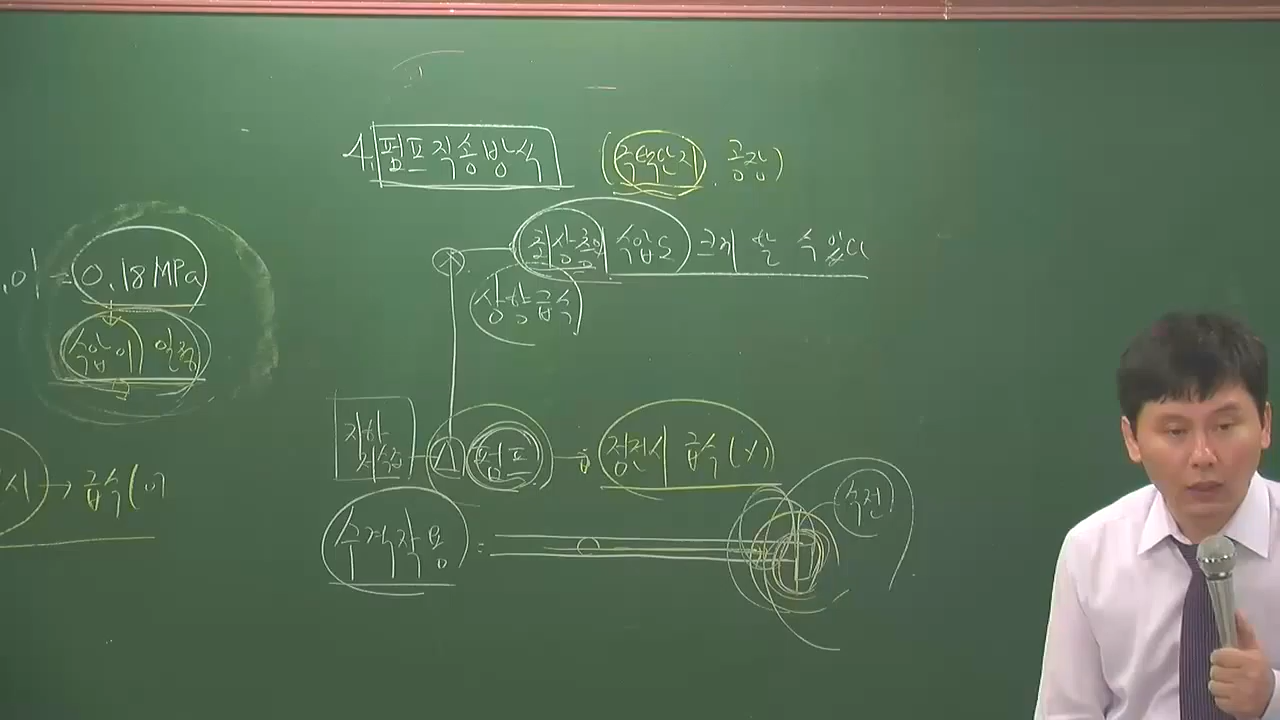 4. 펌프직송방식 (주택단지, 공장)
0.18MPa
수압이 일정
최상층의 수압도 크게 할 수 있다
상향급수
지하
저수조
펌프 → 정전시 급수(X)
시 → 급수(
수전
수격작용 :